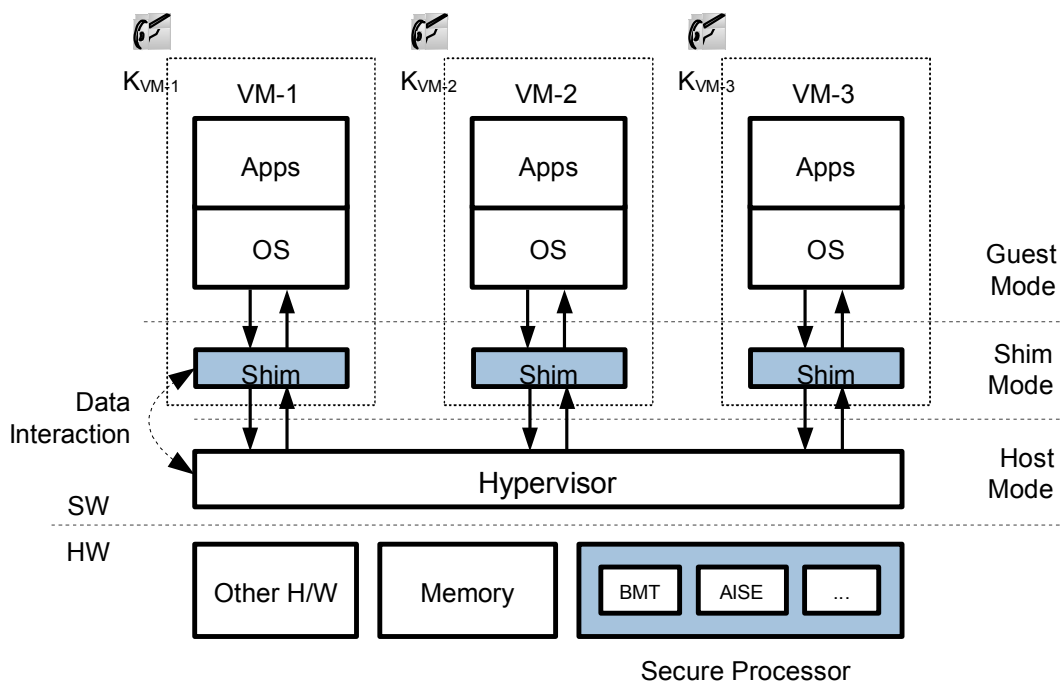 KVM-1
KVM-2
KVM-3
VM-1
VM-2
VM-3
Apps
Apps
Apps
OS
OS
OS
Guest
Mode
Shim
Shim
Shim
Shim
Mode
Data
Interaction
Hypervisor
Host
Mode
SW
HW
Other H/W
Memory
BMT
AISE
...
Secure Processor